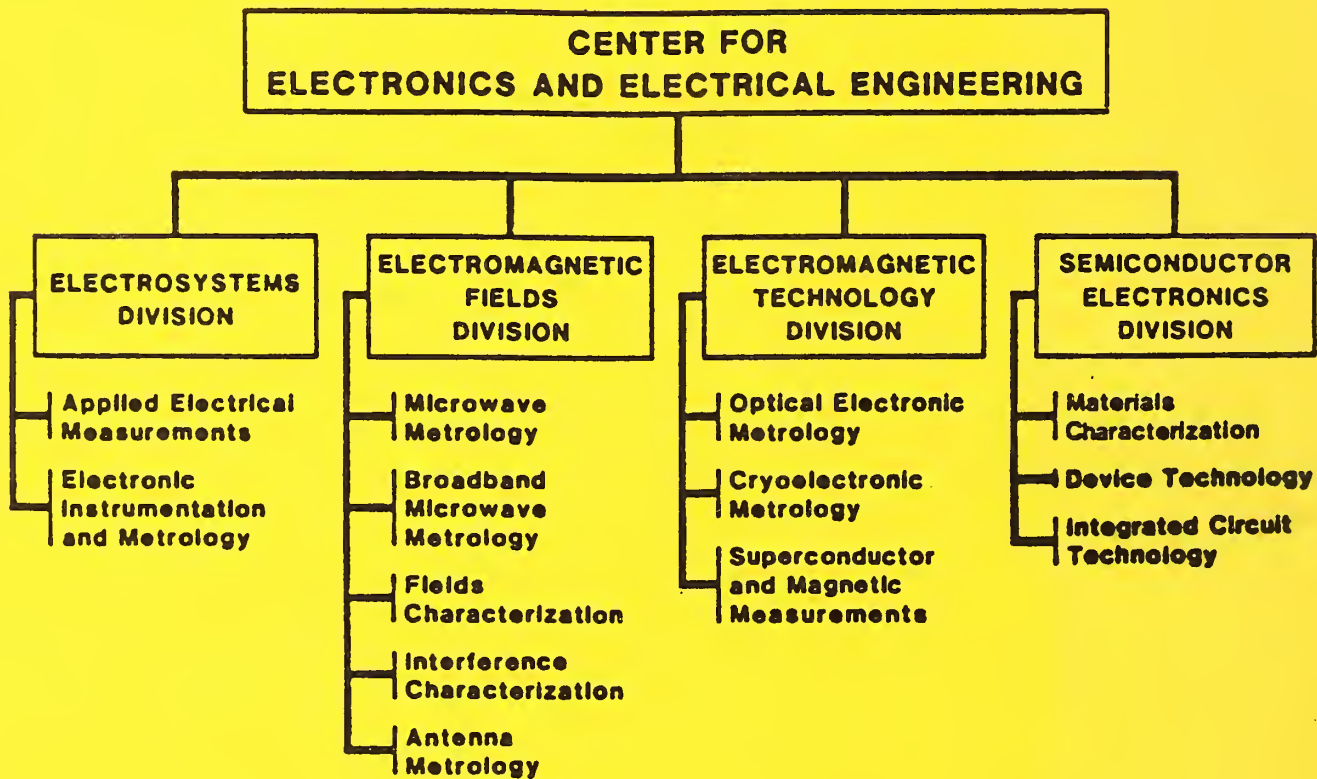 CENTER FOR
ELECTRONICS AND ELECTRICAL ENGINEERING
ELECTROSYSTEMS
DIVISION
Applied Electrical
Measurements
Electronic
Instrumentation
and Metrology
ELECTROMAGNETIC
FIELDS
DIVISION
Microwave
Metrology
Broadband
Microwave
Metrology
Fields
Characterization
Interference
Characterization
Antenna
Metrology
ELECTROMAGNETIC
TECHNOLOGY
DIVISION
Optical Electronic
Metrology
Cryoelectronic
Metrology
Superconductor
and Magnetic
Measurements
SEMICONDUCTOR
ELECTRONICS
DIVISION
Materials
Characterization
Device Technology
Integrated Circuit
Technology